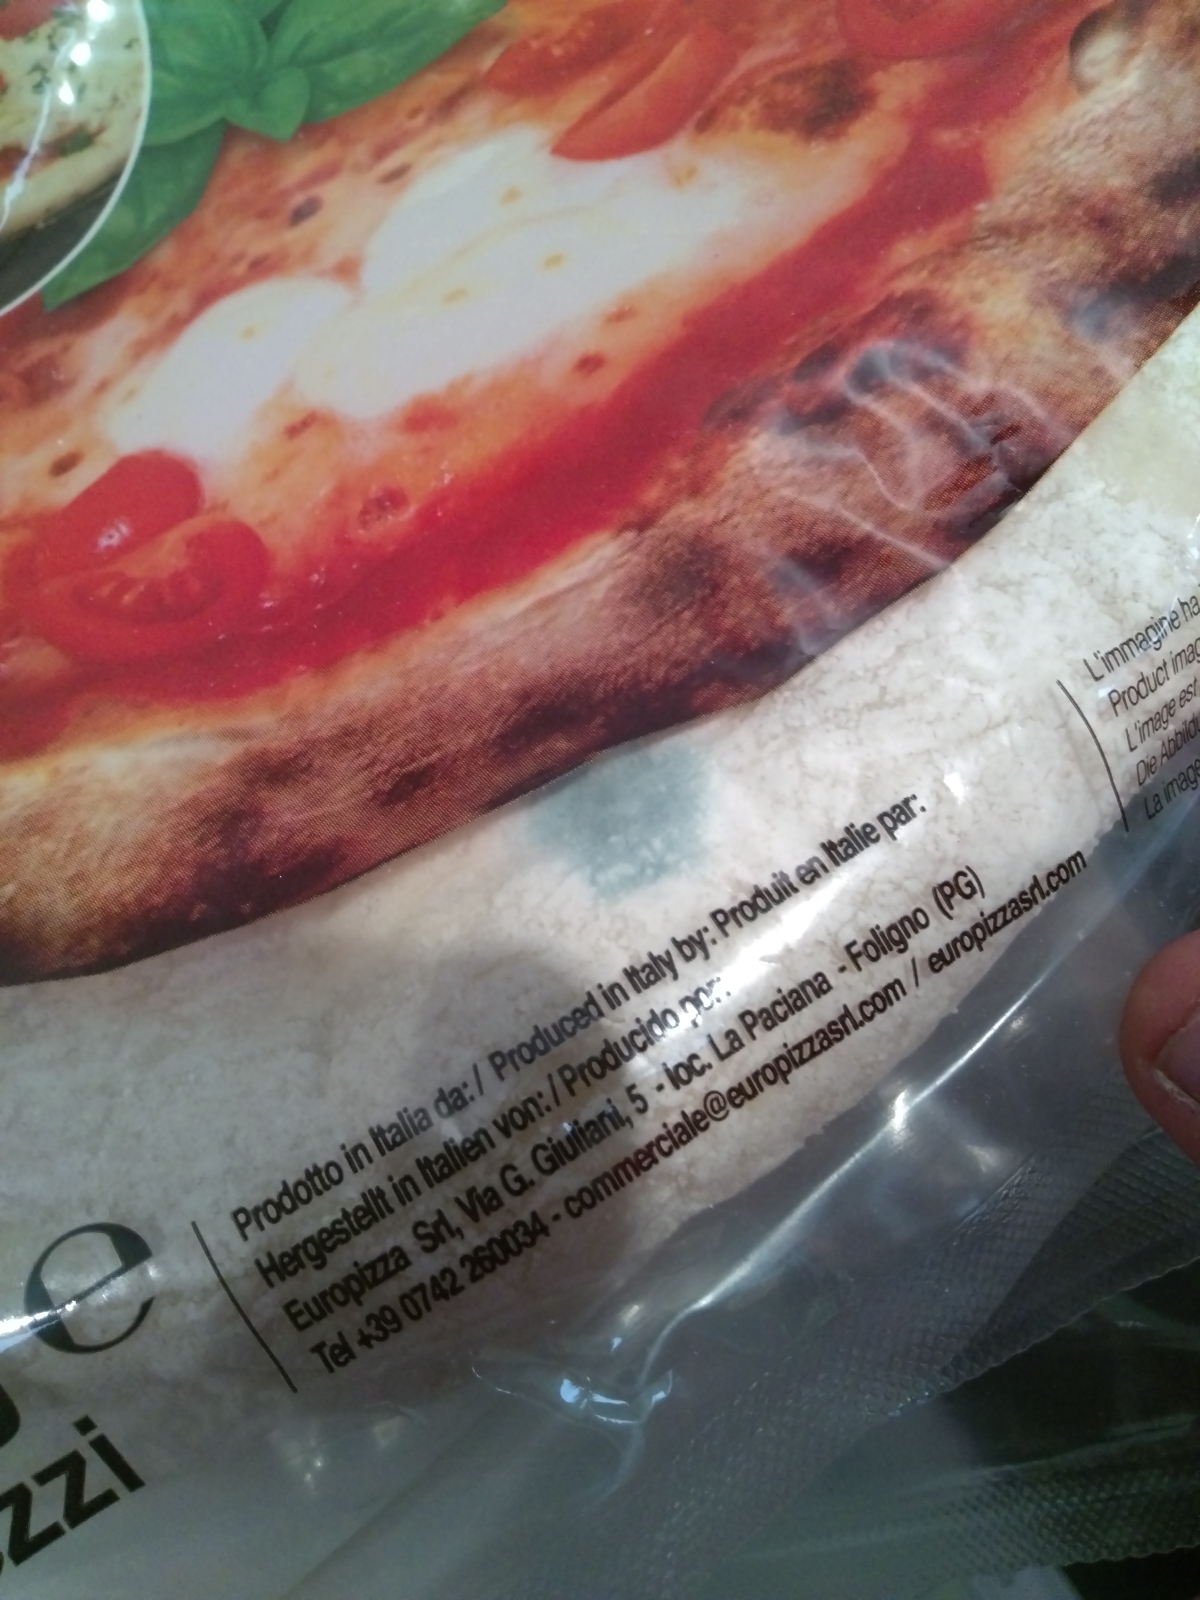 Prodotto in Italia da: / Produced in Italy by: Produit en Italie par:
Hergestellt in Italien von: / Producido por:
Europizza Srl, Via G. Giuliani, 5 - loc. La Paciana - Foligno (PG)
Tel +39 0742 260034 - commerciale@europizzasrl.com / europizzasrl.com
L'immagine ha
Product imag
L'image est
Die Abbildu
La image
e
zzi